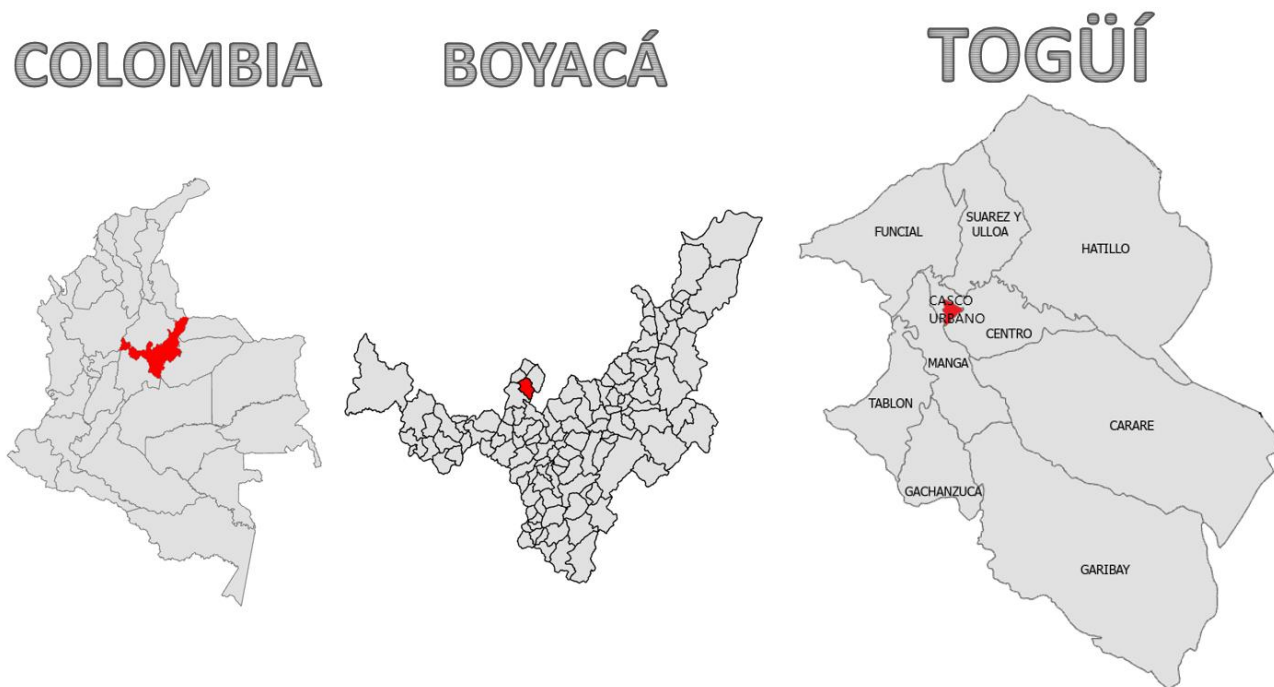 COLOMBIA
BOYACÁ
TOGÜÍ
FUNCIAL
SUAREZ Y
ULLOA
HATILLO
CASCO
URBANO
CENTRO
MANGA
TABLON
CARARE
GACHANZUCA
GARIBAY